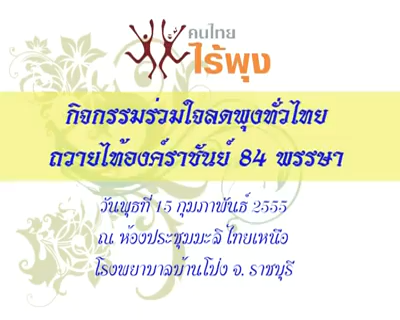 คนไทย
ไร้พุง
กิจกรรมร่วมใจลดพุงทั่วไทย
ถวายไท้องค์ราชันย์ 84 พรรษา
วันพุธที่ 15 กุมภาพันธ์ 2555
ณ ห้องประชุมมะลิ ไทยเหนือ
โรงพยาบาลบ้านโป่ง จ. ราชบุรี